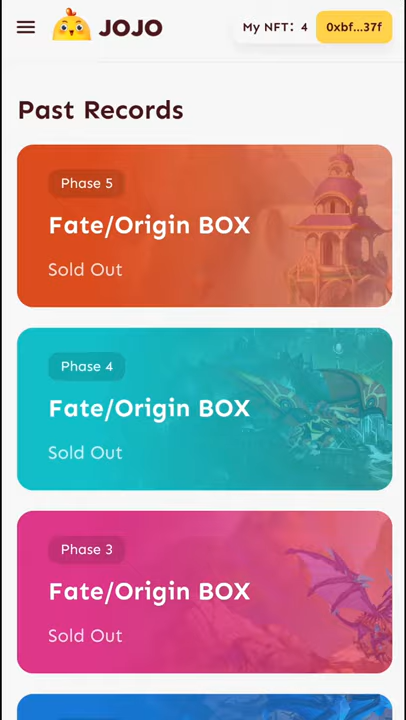 JOJO
My NFT: 4
0xbf...37f
Past Records
Phase 5
Fate/Origin BOX
Sold Out
Phase 4
Fate/Origin BOX
Sold Out
Phase 3
Fate/Origin BOX
Sold Out